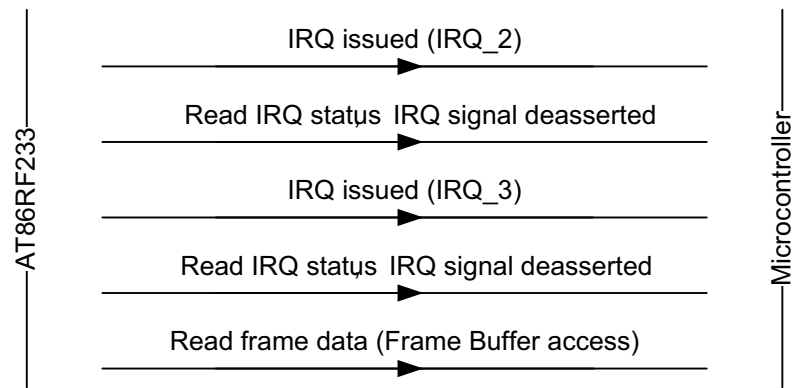 IRQ issued (IRQ_2)
Read IRQ status, IRQ signal deasserted
AT86RF233
IRQ issued (IRQ_3)
Microcontroller
Read IRQ status, IRQ signal deasserted
Read frame data (Frame Buffer access)